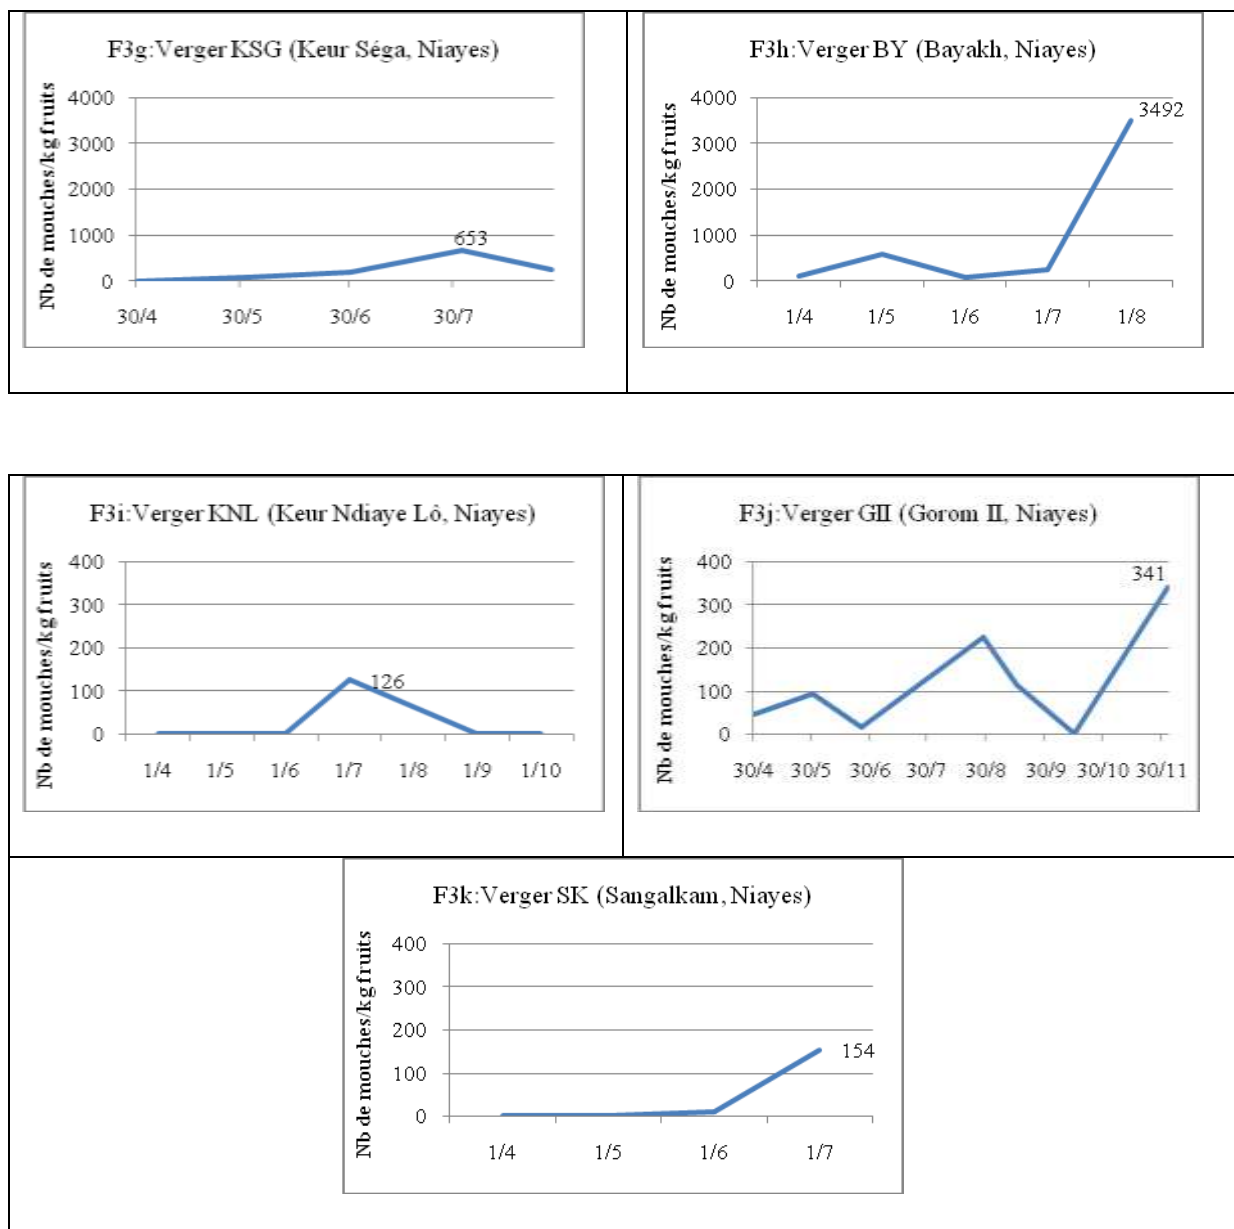 F3g:Verger KSG (Keur Séga, Niayes)
Nb de mouches/kg fruits
4000
3000
2000
1000
0
653
30/4 30/5 30/6 30/7
F3h:Verger BY (Bayakh, Niayes)
Nb de mouches/kg fruits
4000
3000
2000
1000
0
3492
1/4 1/5 1/6 1/7 1/8
F3i:Verger KNL (Keur Ndiaye Lô, Niayes)
Nb de mouches/kg fruits
400
300
200
100
0
126
1/4 1/5 1/6 1/7 1/8 1/9 1/10
F3j:Verger GII (Gorom II, Niayes)
Nb de mouches/kg fruits
400
300
200
100
0
341
30/4 30/5 30/6 30/7 30/8 30/9 30/10 30/11
F3k:Verger SK (Sangalkam, Niayes)
Nb de mouches/kg fruits
400
300
200
100
0
154
1/4 1/5 1/6 1/7